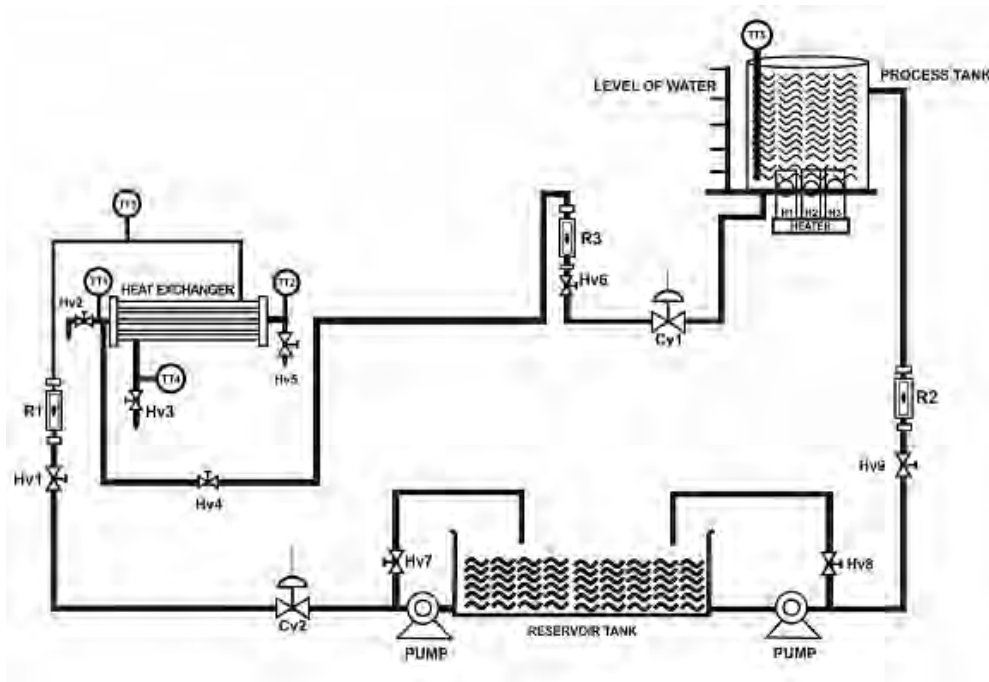 TT5
PROCESS TANK
LEVEL OF WATER
H1 H2 H3
HEATER
TT3
R3
Hv6
TT1
HEAT EXCHANGER
TT2
Hv2
Cv1
Hv5
TT4
Hv3
R1
R2
Hv1
Hv4
Hv9
Hv7
Hv8
Cv2
RESERVOIR TANK
PUMP
PUMP